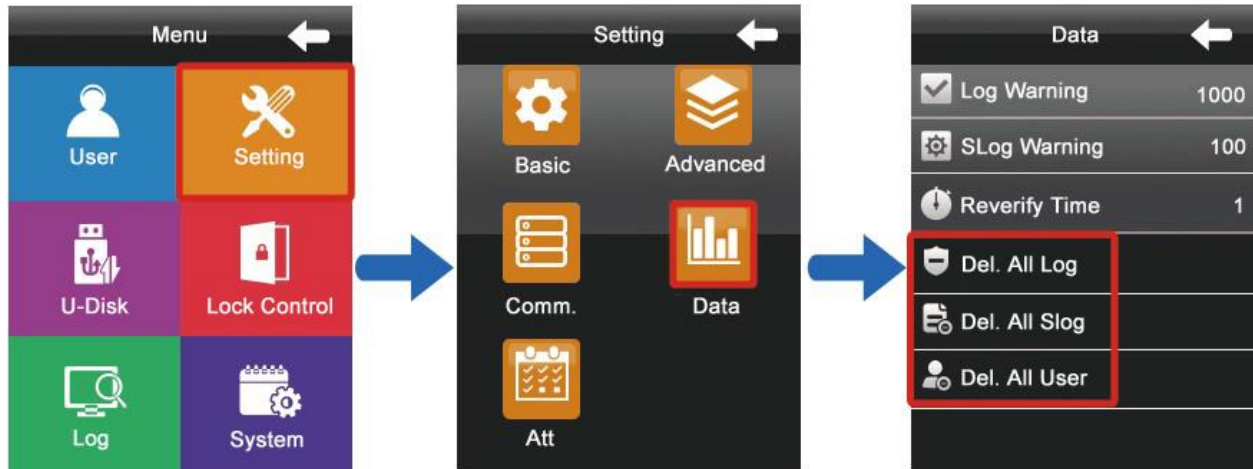 Menu
User
Setting
U-Disk
Lock Control
Log
System
Setting
Basic
Advanced
Comm.
Data
Att
Data
Log Warning 1000
SLog Warning 100
Reverify Time 1
Del. All Log
Del. All Slog
Del. All User